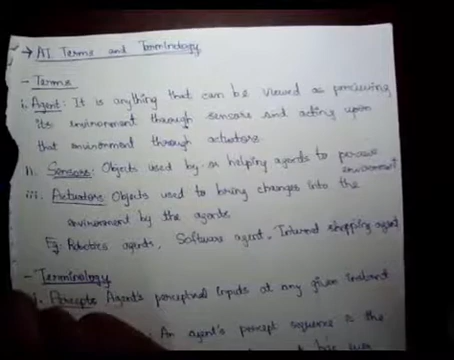 → AI Terms and Terminology
- Terms
i. Agent: It is anything that can be viewed as perceiving
its environment through sensors and acting upon
that environment through actuators.
ii. Sensors: Objects used by or helping agents to perceive
environment
iii. Actuators: Objects used to bring changes into the
environment by the agents
Eg: Robotics agents, Software agent, Internet shopping agent
- Terminology
i. Percepts Agent's perceptual inputs at any given instant
: An agent's percept sequence is the